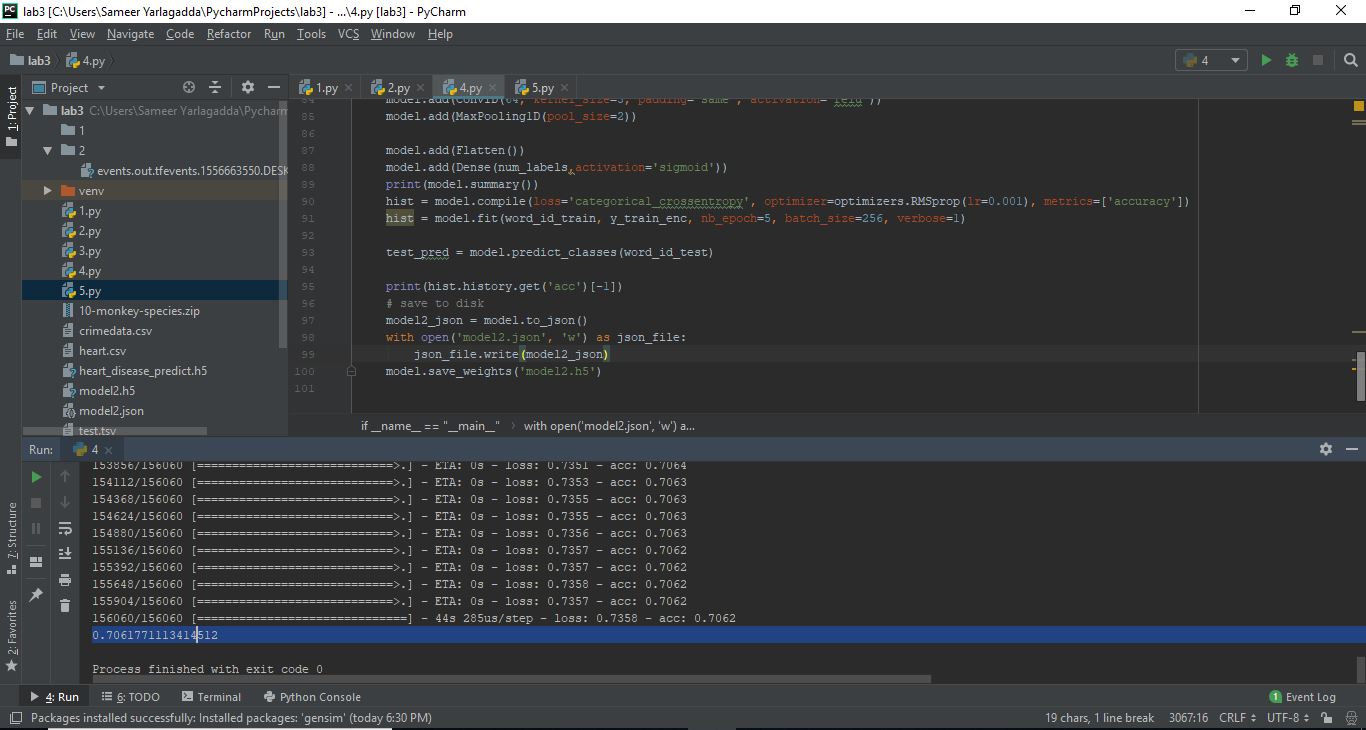 lab3 [C:\Users\Sameer Yarlagadda\PycharmProjects\lab3] - ...\4.py [lab3] - PyCharm
File Edit View Navigate Code Refactor Run Tools VCS Window Help
lab3 4.py 4
1: Project
Project
1.py 2.py 4.py 5.py
lab3 C:\Users\Sameer Yarlagadda\Pycharm
1
2
events.out.tfevents.1556663550.DESK
venv
1.py
2.py
3.py
4.py
5.py
10-monkey-species.zip
crimedata.csv
heart.csv
heart_disease_predict.h5
model2.h5
model2.json
test.tsv
84 model.add(Conv1D(64, kernel_size=3, padding='same', activation='relu'))
85 model.add(MaxPooling1D(pool_size=2))
86
87 model.add(Flatten())
88 model.add(Dense(num_labels,activation='sigmoid'))
89 print(model.summary())
90 hist = model.compile(loss='categorical_crossentropy', optimizer=optimizers.RMSprop(lr=0.001), metrics=['accuracy'])
91 hist = model.fit(word_id_train, y_train_enc, nb_epoch=5, batch_size=256, verbose=1)
92
93 test_pred = model.predict_classes(word_id_test)
94
95 print(hist.history.get('acc')[-1])
96 # save to disk
97 model2_json = model.to_json()
98 with open('model2.json', 'w') as json_file:
99 json_file.write(model2_json)
100 model.save_weights('model2.h5')
101
if __name__ == "__main__" › with open('model2.json', 'w') a...
Run: 4
153856/156060 [============================>.] - ETA: 0s - loss: 0.7351 - acc: 0.7064
154112/156060 [============================>.] - ETA: 0s - loss: 0.7353 - acc: 0.7063
154368/156060 [============================>.] - ETA: 0s - loss: 0.7355 - acc: 0.7063
154624/156060 [============================>.] - ETA: 0s - loss: 0.7355 - acc: 0.7063
154880/156060 [============================>.] - ETA: 0s - loss: 0.7356 - acc: 0.7063
155136/156060 [============================>.] - ETA: 0s - loss: 0.7357 - acc: 0.7062
155392/156060 [============================>.] - ETA: 0s - loss: 0.7357 - acc: 0.7062
155648/156060 [============================>.] - ETA: 0s - loss: 0.7358 - acc: 0.7062
155904/156060 [============================>.] - ETA: 0s - loss: 0.7357 - acc: 0.7062
156060/156060 [==============================] - 44s 285us/step - loss: 0.7358 - acc: 0.7062
0.7061771113414512
Process finished with exit code 0
7: Structure
2: Favorites
4: Run 6: TODO Terminal Python Console 1 Event Log
Packages installed successfully: Installed packages: 'gensim' (today 6:30 PM) 19 chars, 1 line break 3067:16 CRLF UTF-8